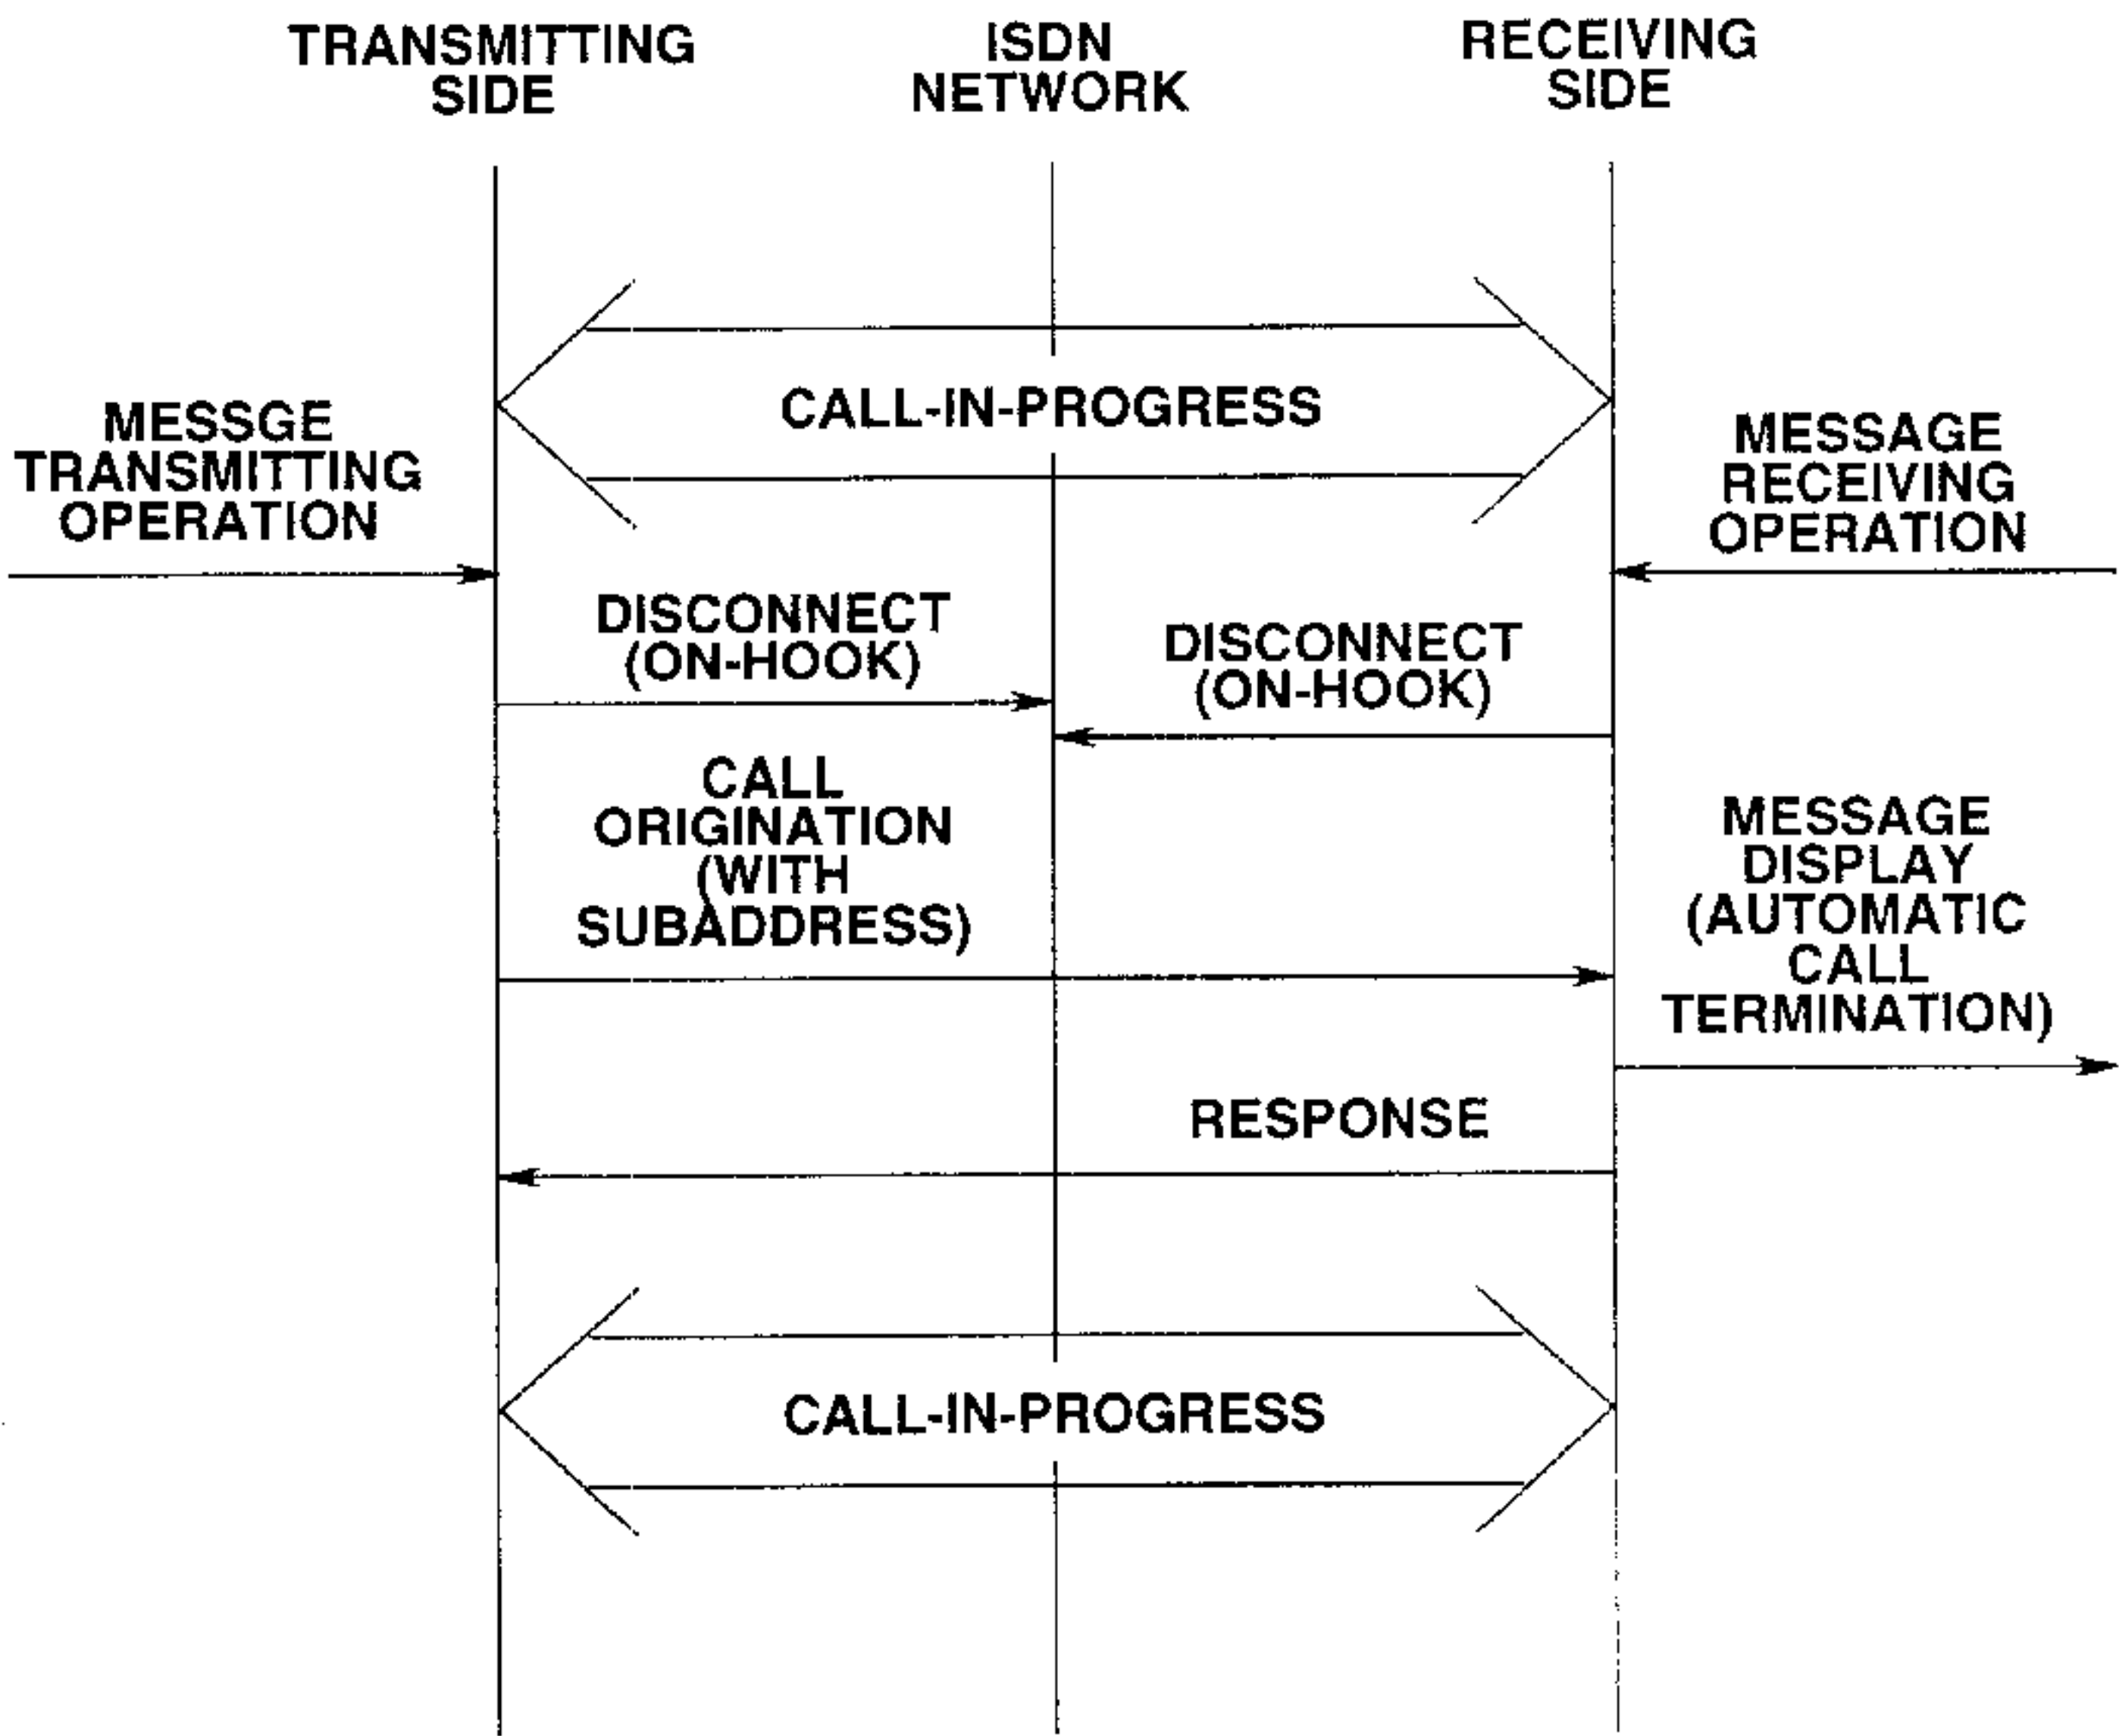 TRANSMITTING
SIDE
ISDN
NETWORK
RECEIVING
SIDE
CALL-IN-PROGRESS
MESSGE
TRANSMITTING
OPERATION
MESSAGE
RECEIVING
OPERATION
DISCONNECT
(ON-HOOK)
DISCONNECT
(ON-HOOK)
CALL
ORIGINATION
(WITH
SUBADDRESS)
MESSAGE
DISPLAY
(AUTOMATIC
CALL
TERMINATION)
RESPONSE
CALL-IN-PROGRESS